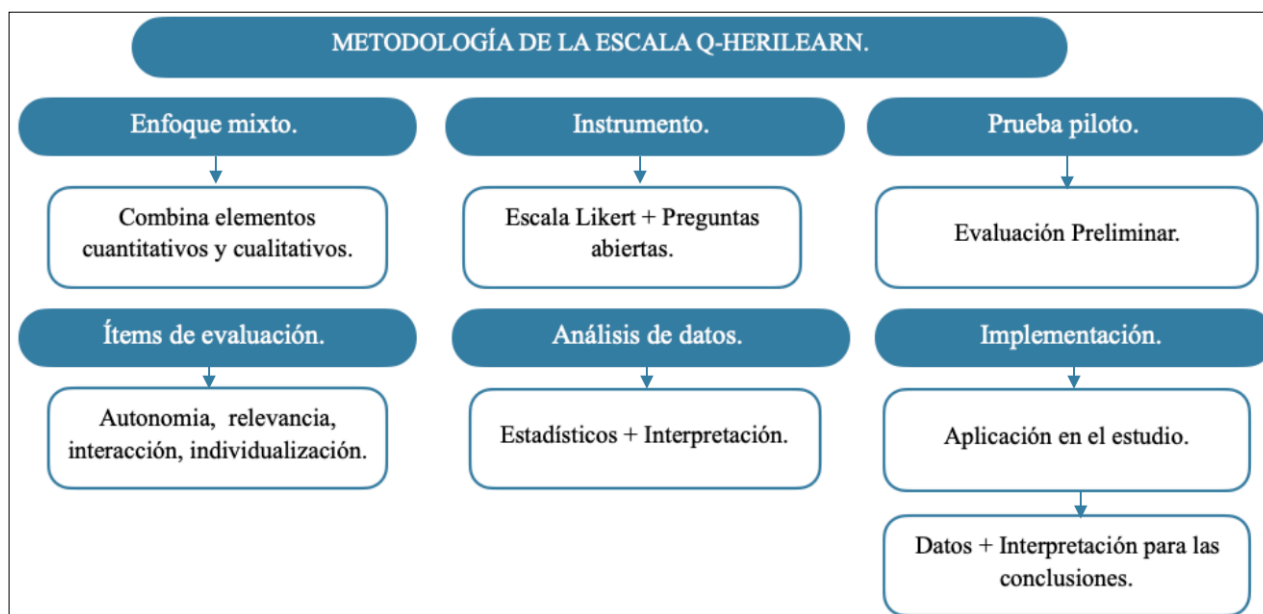 METODOLOGÍA DE LA ESCALA Q-HERILEARN.
Enfoque mixto.
Combina elementos
cuantitativos y cualitativos.
Instrumento.
Escala Likert + Preguntas
abiertas.
Prueba piloto.
Evaluación Preliminar.
Ítems de evaluación.
Autonomia, relevancia,
interacción, individualización.
Análisis de datos.
Estadísticos + Interpretación.
Implementación.
Aplicación en el estudio.
Datos + Interpretación para las
conclusiones.